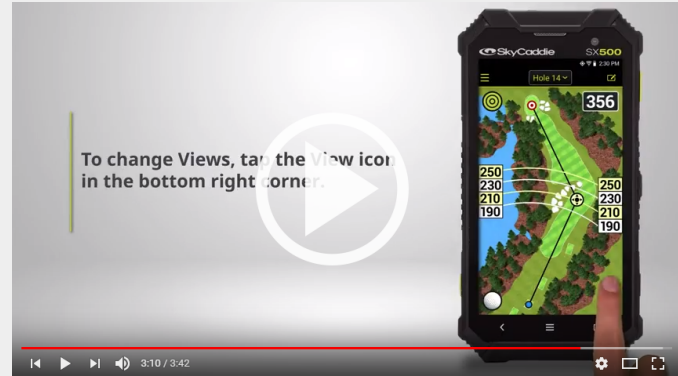 SkyCaddie SX500
2:30 PM
Hole 14
356
To change Views, tap the View icon
in the bottom right corner.
250
230
210
190
250
230
210
190
3:10 / 3:42